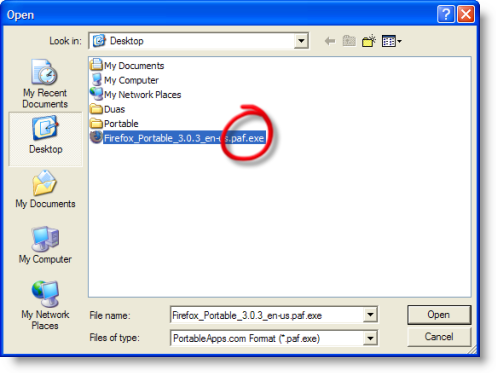 Open
Look in:
Desktop
My Recent
Documents
Desktop
My Documents
My Computer
My Network
Places
My Documents
My Computer
My Network Places
Duas
Portable
Firefox_Portable_3.0.3_en-us.paf.exe
File name:
Firefox_Portable_3.0.3_en-us.paf.exe
Open
Files of type:
PortableApps.com Format (*.paf.exe)
Cancel